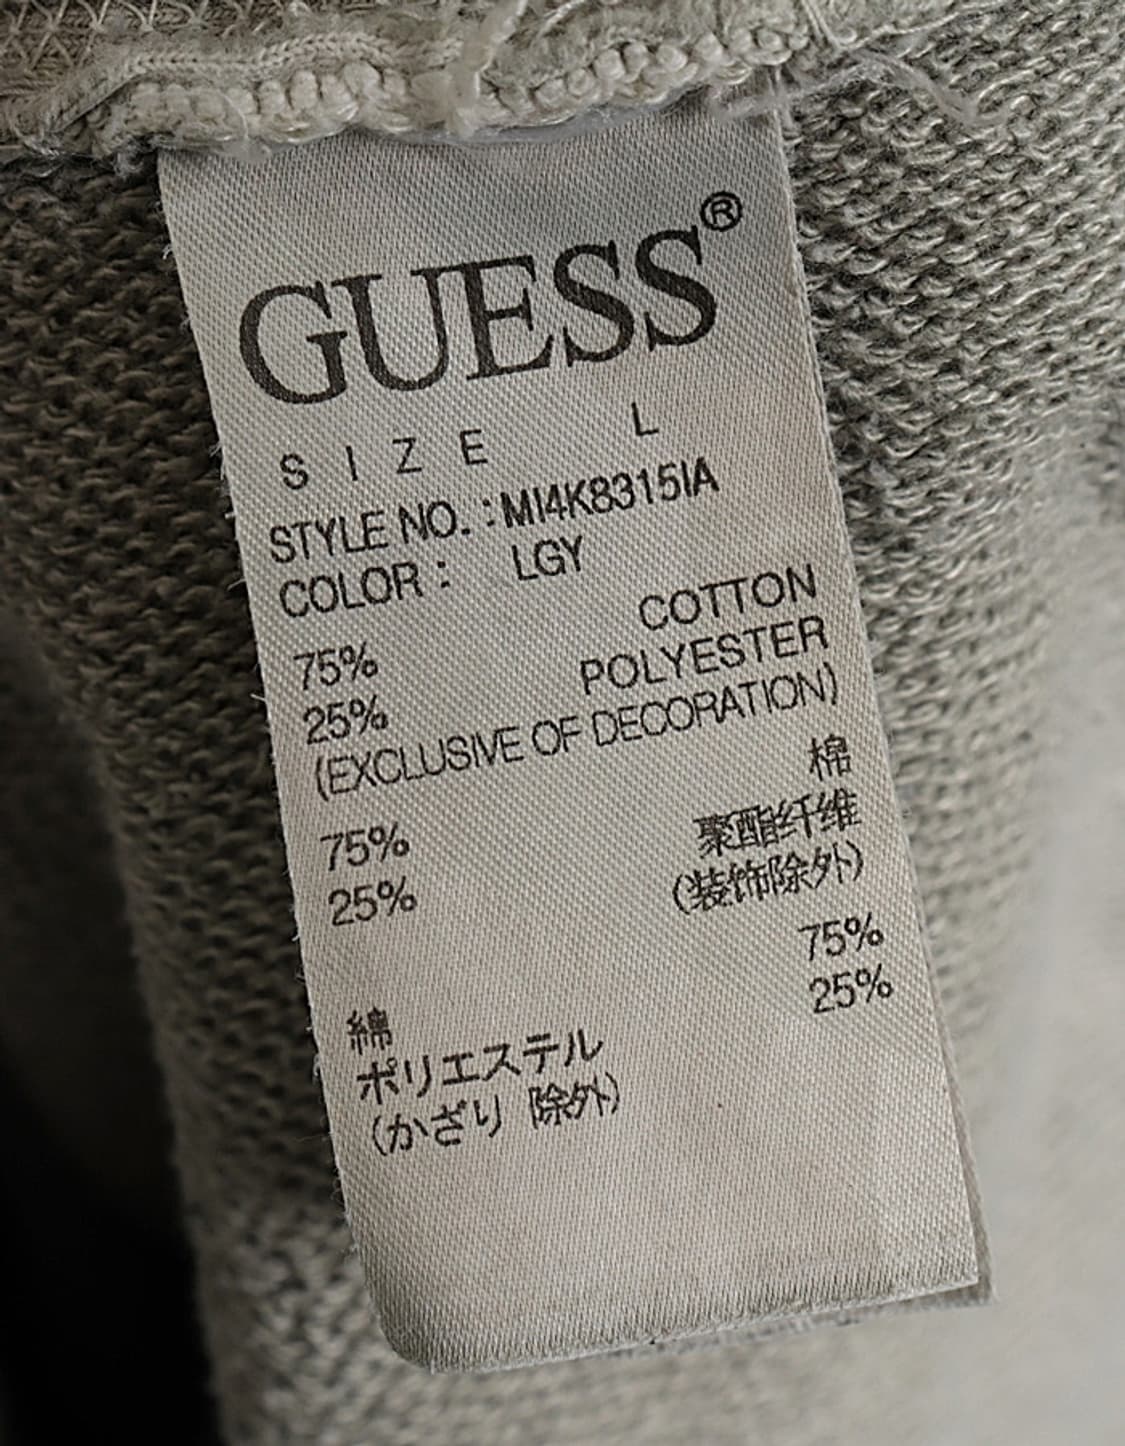 GUESS®
SIZE L
STYLE NO. : MI4K8315IA
COLOR : LGY
75% COTTON
25% POLYESTER
(EXCLUSIVE OF DECORATION)
75% 棉
25% 聚酯纤维
(装饰除外)
綿 75%
ポリエステル 25%
(かざり 除外)